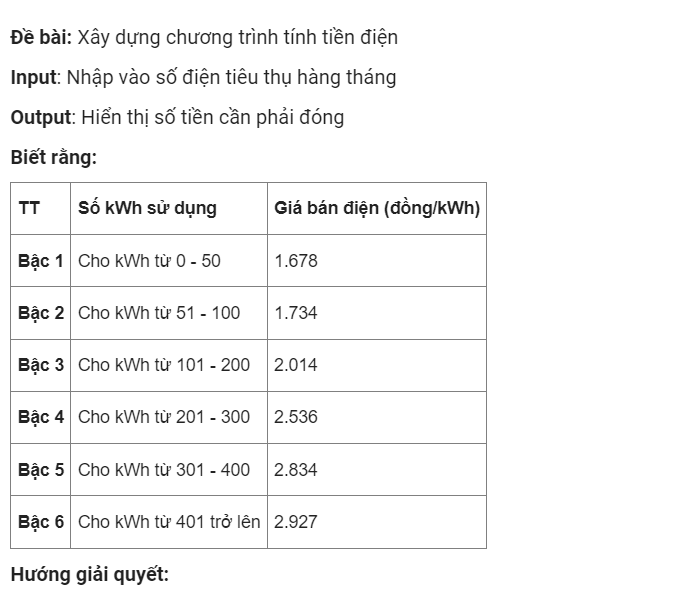 Đề bài: Xây dựng chương trình tính tiền điện
Input: Nhập vào số điện tiêu thụ hàng tháng
Output: Hiển thị số tiền cần phải đóng
Biết rằng:
TT Số kWh sử dụng Giá bán điện (đồng/kWh)
Bậc 1 Cho kWh từ 0 - 50 1.678
Bậc 2 Cho kWh từ 51 - 100 1.734
Bậc 3 Cho kWh từ 101 - 200 2.014
Bậc 4 Cho kWh từ 201 - 300 2.536
Bậc 5 Cho kWh từ 301 - 400 2.834
Bậc 6 Cho kWh từ 401 trở lên 2.927
Hướng giải quyết: